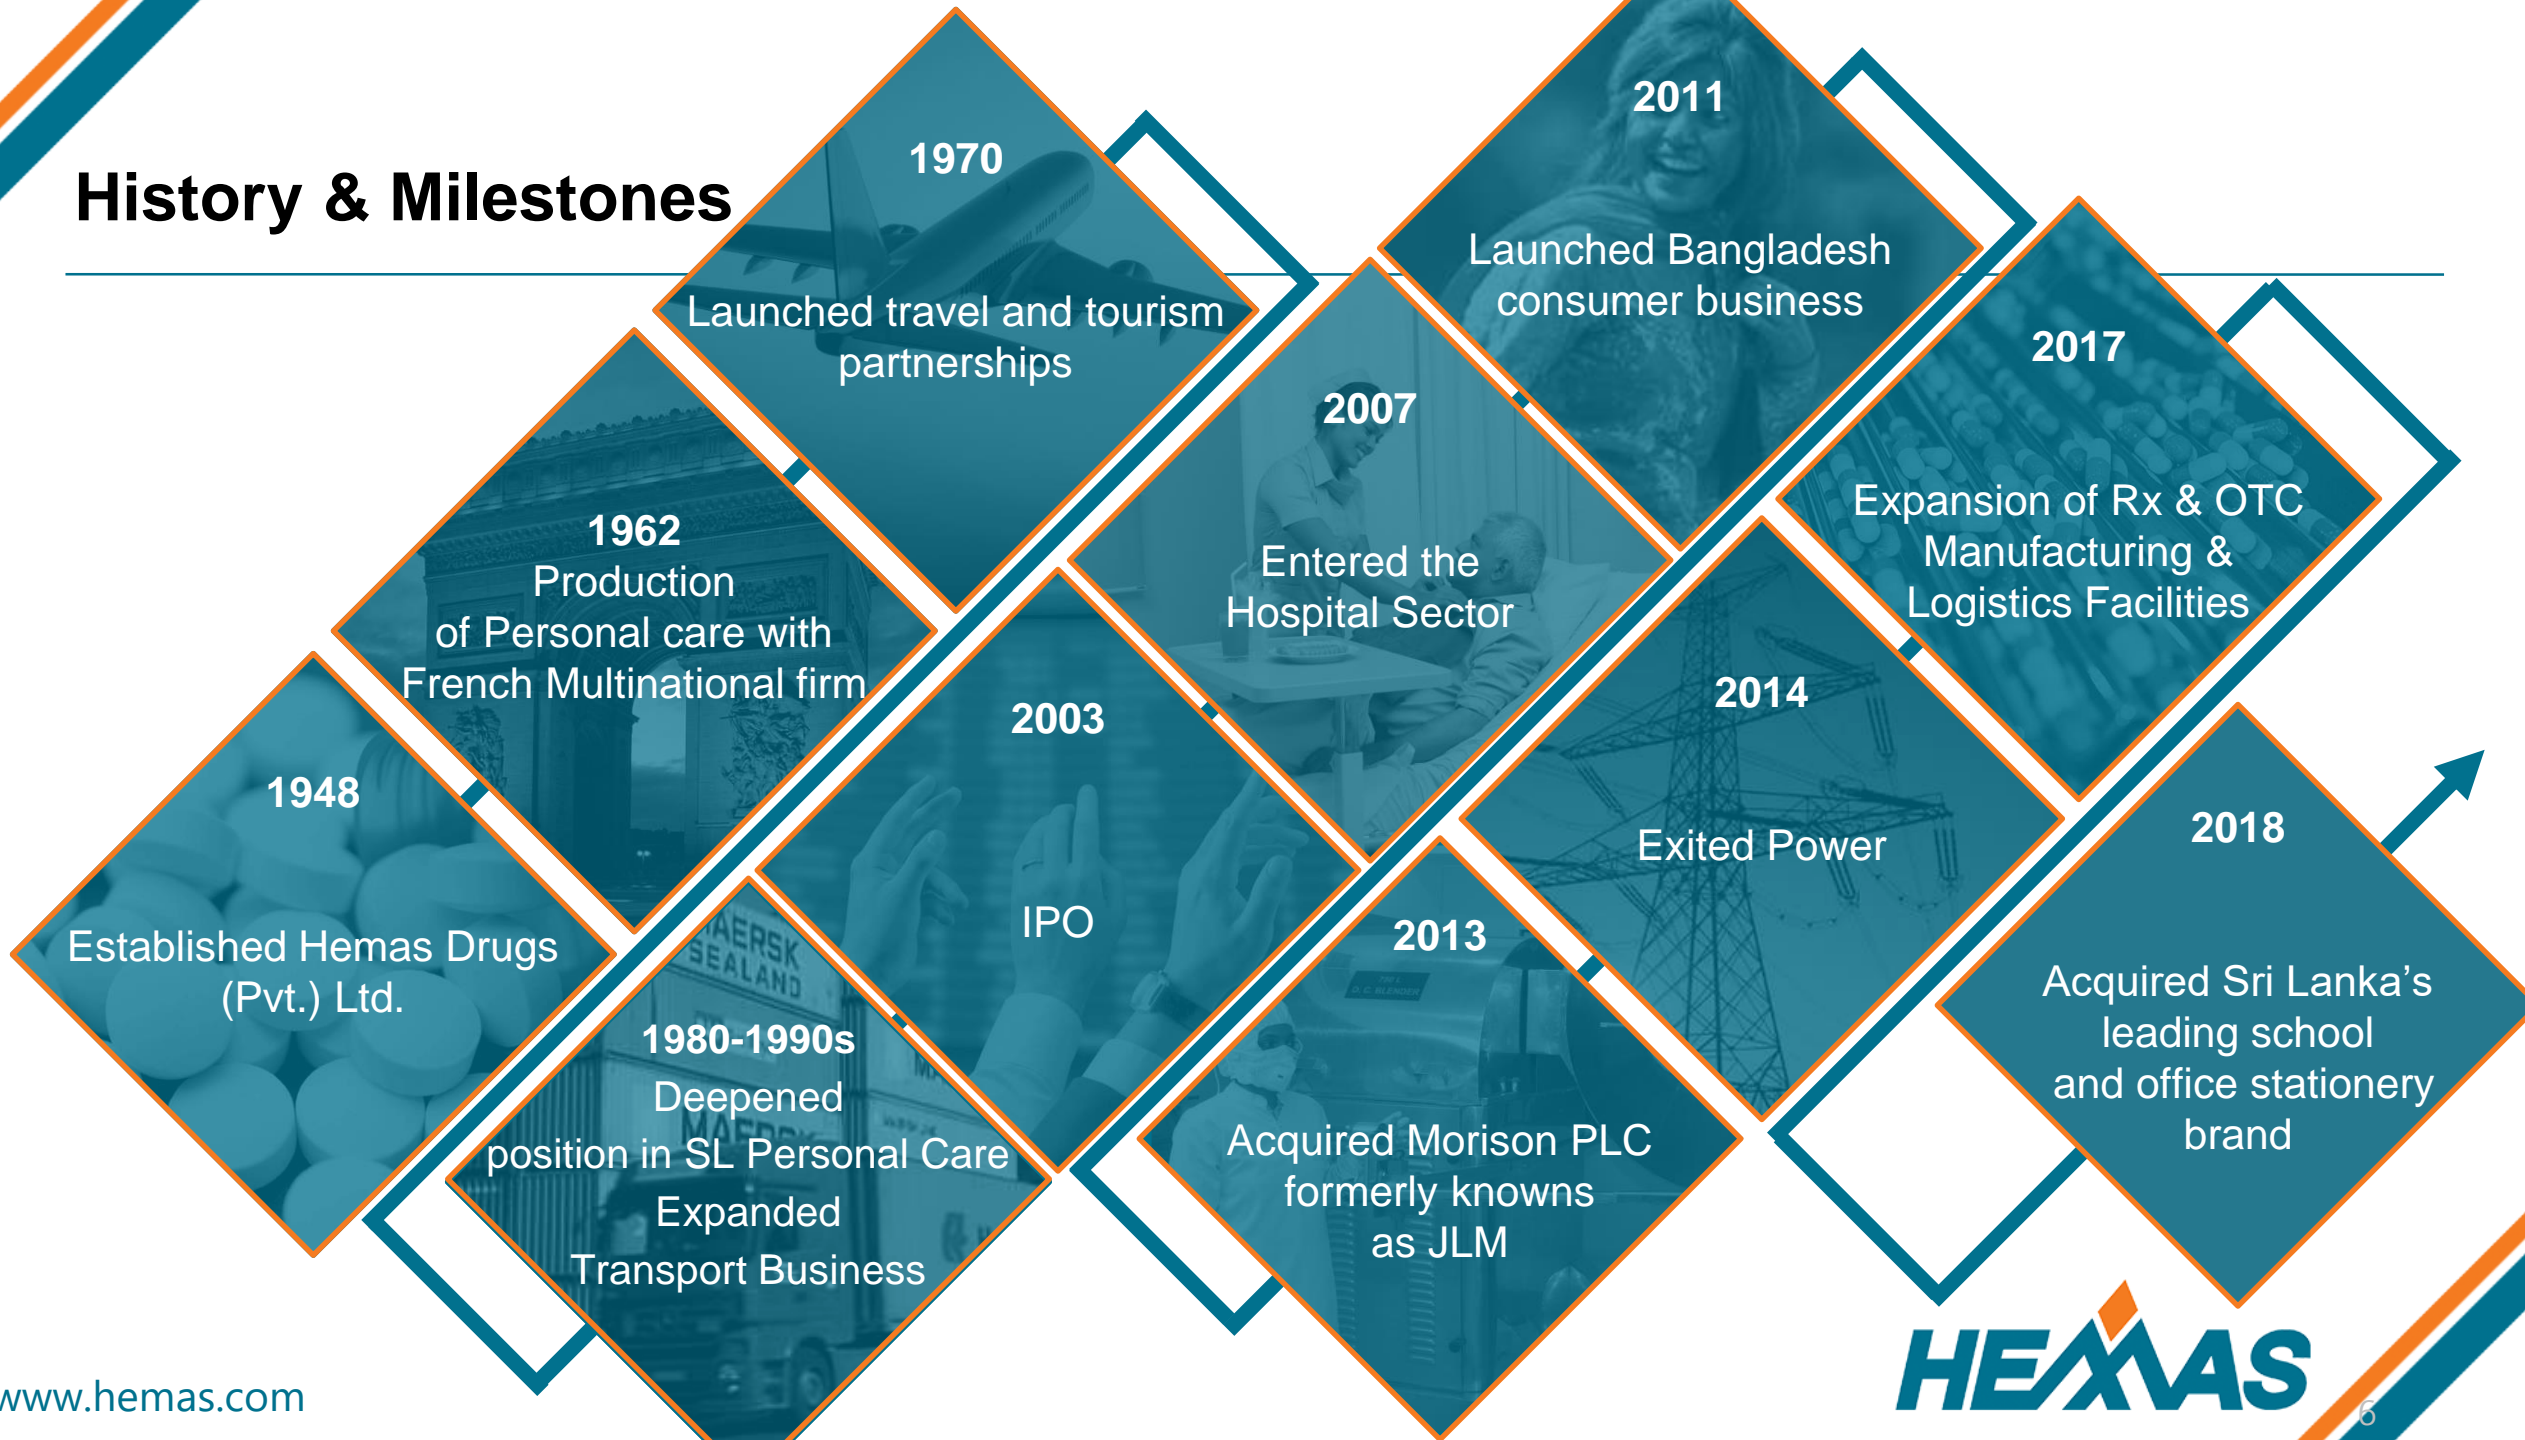 History & Milestones
1948
Established Hemas Drugs
(Pvt.) Ltd.
1962
Production
of Personal care with
French Multinational firm
1970
Launched travel and tourism
partnerships
1980-1990s
Deepened
position in SL Personal Care
Expanded
Transport Business
MAERSK
SEALAND
2003
IPO
2007
Entered the
Hospital Sector
2011
Launched Bangladesh
consumer business
2013
Acquired Morison PLC
formerly knowns
as JLM
D. C. BLENDER
2014
Exited Power
2017
Expansion of Rx & OTC
Manufacturing &
Logistics Facilities
2018
Acquired Sri Lanka’s
leading school
and office stationery
brand
www.hemas.com
HEMAS
6